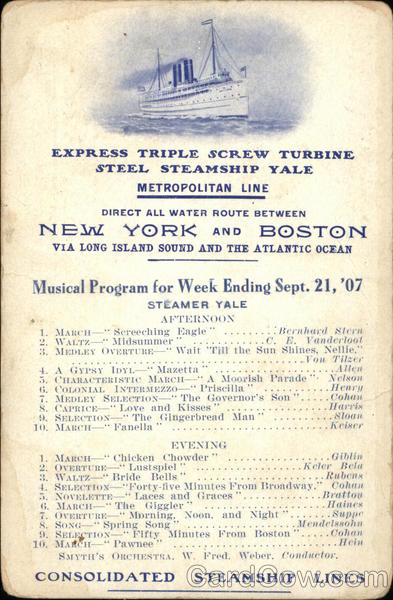 EXPRESS TRIPLE SCREW TURBINE
STEEL STEAMSHIP YALE
METROPOLITAN LINE
DIRECT ALL WATER ROUTE BETWEEN
NEW YORK AND BOSTON
VIA LONG ISLAND SOUND AND THE ATLANTIC OCEAN
Musical Program for Week Ending Sept. 21, '07
STEAMER YALE
AFTERNOON
1. MARCH—"Screeching Eagle" Bernhard Stern
2. WALTZ—"Midsummer" C. E. Vanderloot
3. MEDLEY OVERTURE—"Wait 'Till the Sun Shines, Nellie,"
Von Tilzer
4. A GYPSY IDYL—"Mazetta" Allen
5. CHARACTERISTIC MARCH—"A Moorish Parade" Nelson
6. COLONIAL INTERMEZZO—"Priscilla" Henry
7. MEDLEY SELECTION—"The Governor's Son" Cohan
8. CAPRICE—"Love and Kisses" Harris
9. SELECTION—"The Gingerbread Man" Sloan
10. MARCH—"Fanella" Keiser
EVENING
1. MARCH—"Chicken Chowder" Giblin
2. OVERTURE—"Lustspiel" Keler Bela
3. WALTZ—"Bride Bells" Rubens
4. SELECTION—"Forty-five Minutes From Broadway," Cohan
5. NOVELETTE—"Laces and Graces" Bratton
6. MARCH—"The Giggler" Haines
7. OVERTURE—"Morning, Noon, and Night" Suppe
8. SONG—"Spring Song" Mendelssohn
9. SELECTION—"Fifty Minutes From Boston" Cohan
10. MARCH—"Pawnee" Hein
SMYTH'S ORCHESTRA, W. Fred. Weber, Conductor.
CONSOLIDATED STEAMSHIP LINES
CardCow.com